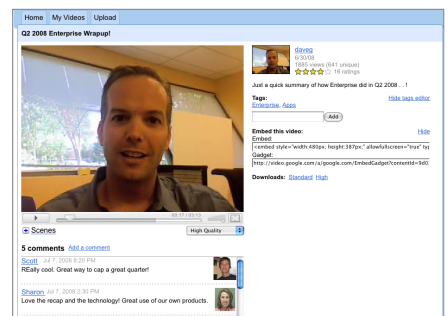 Home My Videos Upload
Q2 2008 Enterprise Wrapup!
daveg
6/30/08
1885 views (641 unique)
16 ratings
Just a quick summary of how Enterprise did in Q2 2008 . . !
Tags: Hide tags editor
Enterprise, Apps
Add
Embed this video: Hide
Embed:
<embed style="width:480px; height:387px;" allowfullscreen="true" typ
Gadget:
http://video.google.com/a/google.com/EmbedGadget?contentId=9d0
Downloads: Standard High
Scenes High Quality
5 comments Add a comment
Scott Jul 7, 2008 8:20 PM
REally cool. Great way to cap a great quarter!
Sharon Jul 7, 2008 2:30 PM
Love the recap and the technology! Great use of our own products.